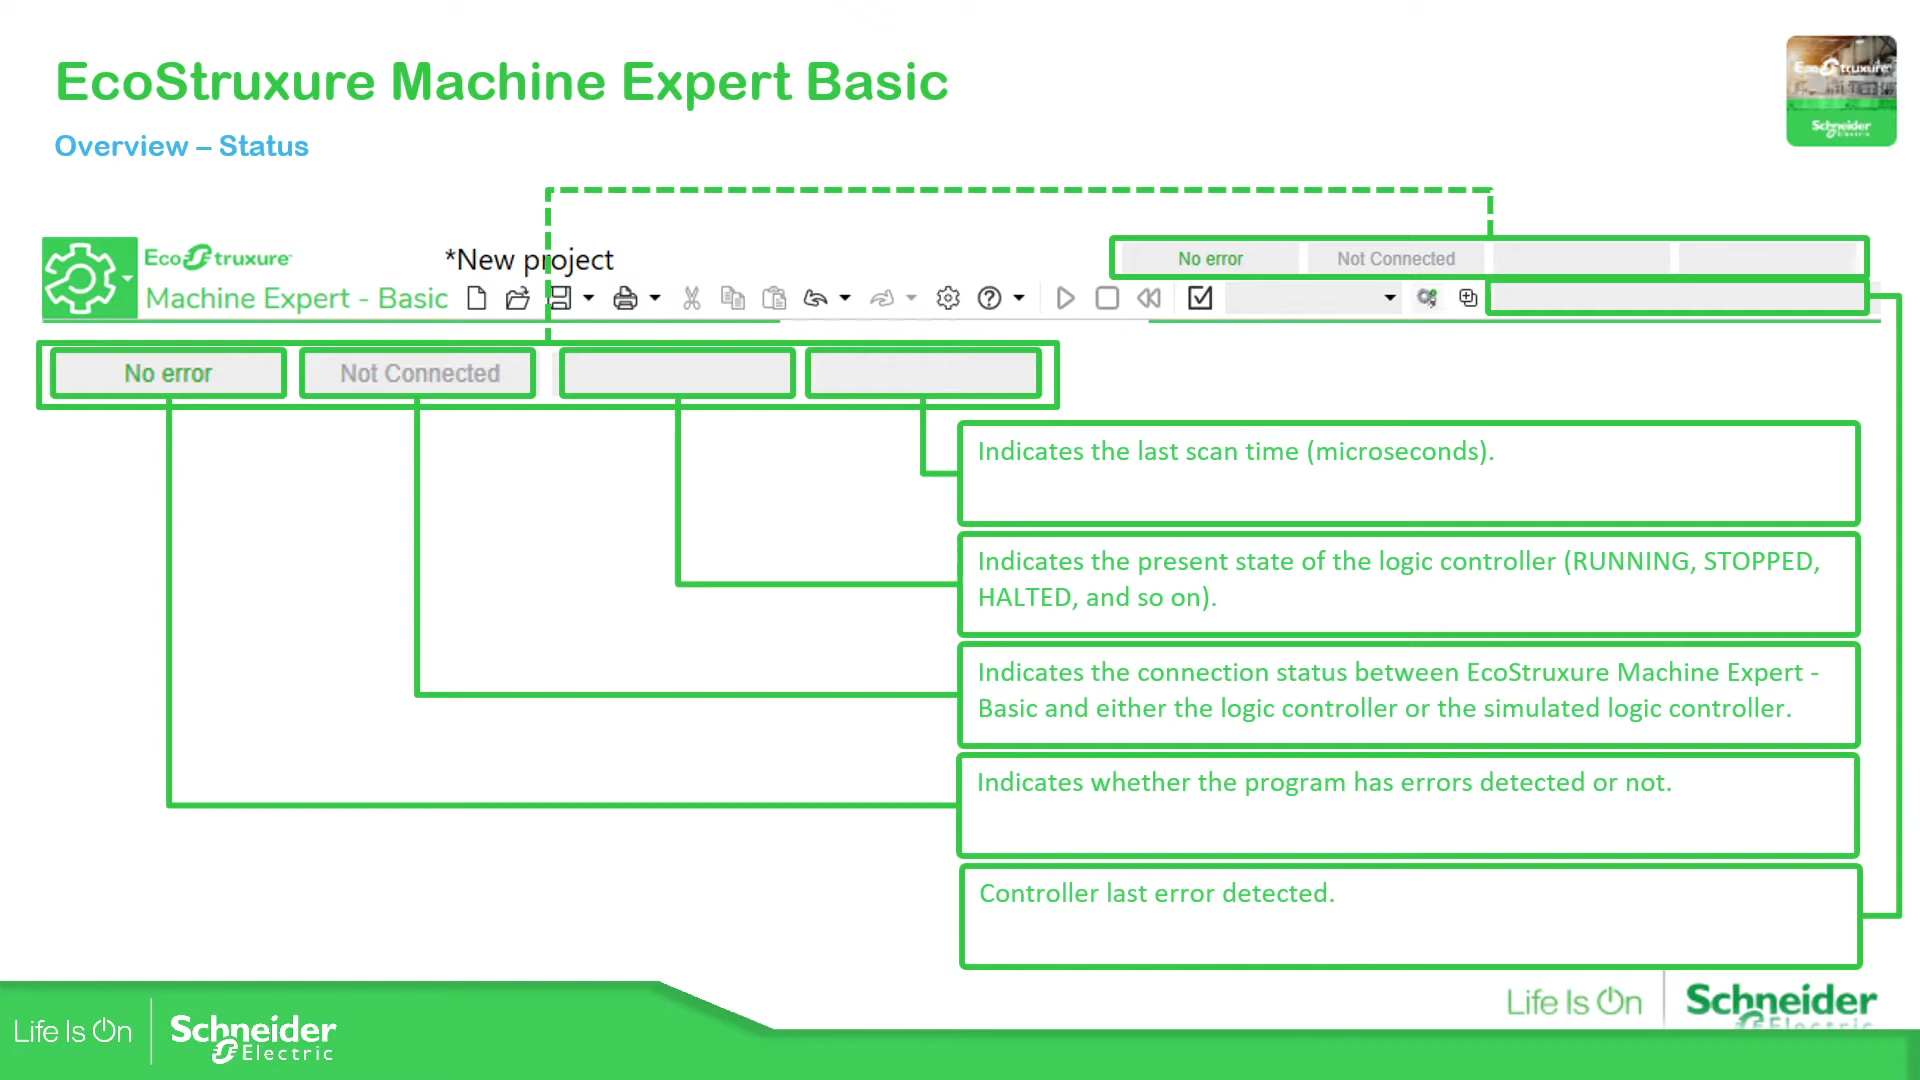 EcoStruxure Machine Expert Basic
Overview – Status
EcoStruxure
Schneider
Electric
EcoStruxure
*New project
No error
Not Connected
Machine Expert - Basic
No error
Not Connected
Indicates the last scan time (microseconds).
Indicates the present state of the logic controller (RUNNING, STOPPED,
HALTED, and so on).
Indicates the connection status between EcoStruxure Machine Expert -
Basic and either the logic controller or the simulated logic controller.
Indicates whether the program has errors detected or not.
Controller last error detected.
Life Is On
Schneider
Electric
Life Is On
Schneider
Electric